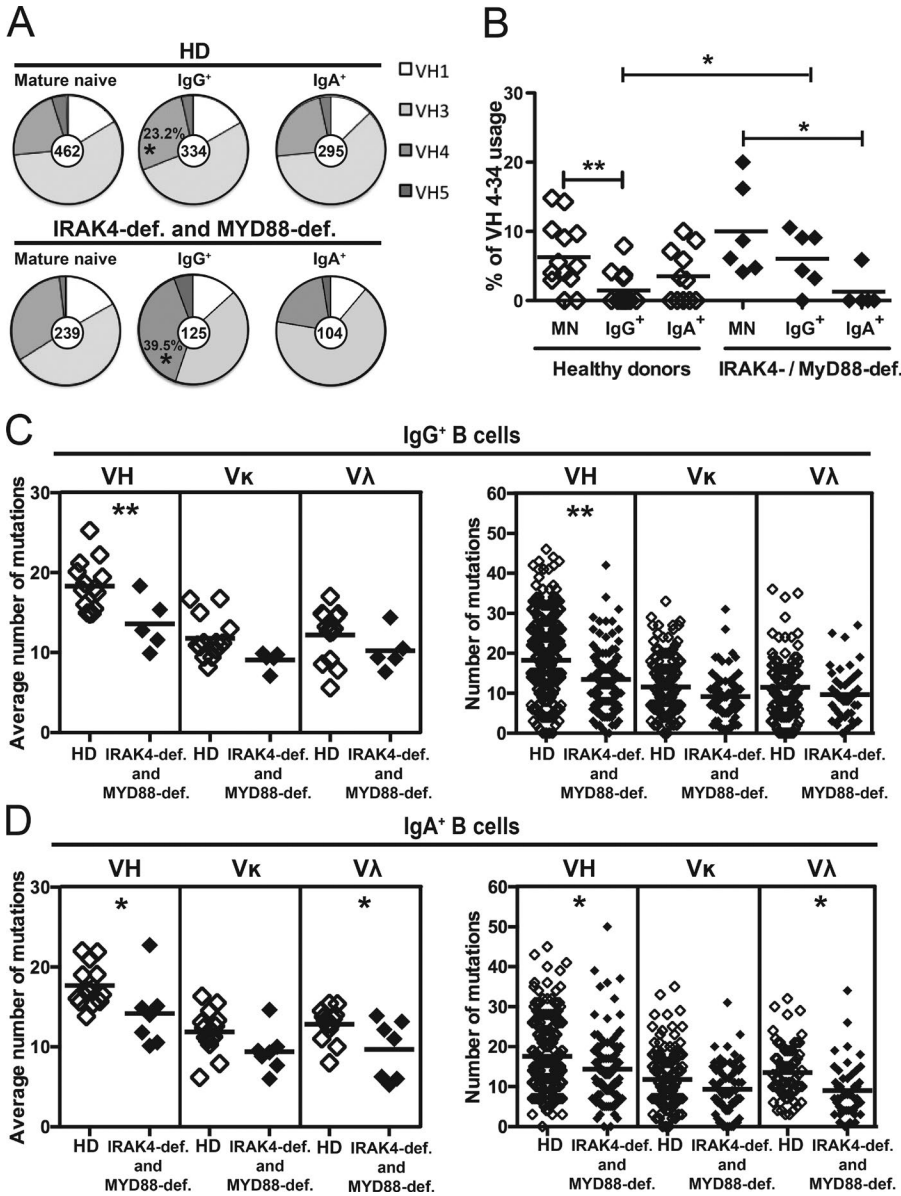 A
HD
Mature naive IgG+ IgA+
462
23.2%
*
334
295
VH1
VH3
VH4
VH5
IRAK4-def. and MYD88-def.
Mature naive IgG+ IgA+
239
39.5%
*
125
104
B
% of VH 4-34 usage
30
20
10
0
*
**
*
MN IgG+ IgA+ MN IgG+ IgA+
Healthy donors IRAK4- / MyD88-def.
C
IgG+ B cells
VH Vκ Vλ
Average number of mutations
30
20
10
0
**
HD IRAK4-def. HD IRAK4-def. HD IRAK4-def.
and and and
MYD88-def. MYD88-def. MYD88-def.
VH Vκ Vλ
Number of mutations
60
50
40
30
20
10
0
**
HD IRAK4-def. HD IRAK4-def. HD IRAK4-def.
and and and
MYD88-def. MYD88-def. MYD88-def.
D
IgA+ B cells
VH Vκ Vλ
Average number of mutations
30
20
10
0
* *
HD IRAK4-def. HD IRAK4-def. HD IRAK4-def.
and and and
MYD88-def. MYD88-def. MYD88-def.
VH Vκ Vλ
Number of mutations
60
50
40
30
20
10
0
* *
HD IRAK4-def. HD IRAK4-def. HD IRAK4-def.
and and and
MYD88-def. MYD88-def. MYD88-def.